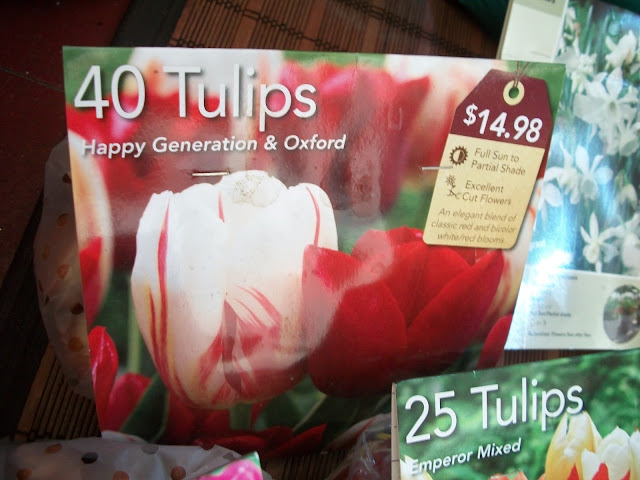 40 Tulips
Happy Generation & Oxford
$14.98
Full Sun to
Partial Shade
Excellent
Cut Flowers
An elegant blend of
classic red and bicolor
white/red blooms.
25 Tulips
Emperor Mixed